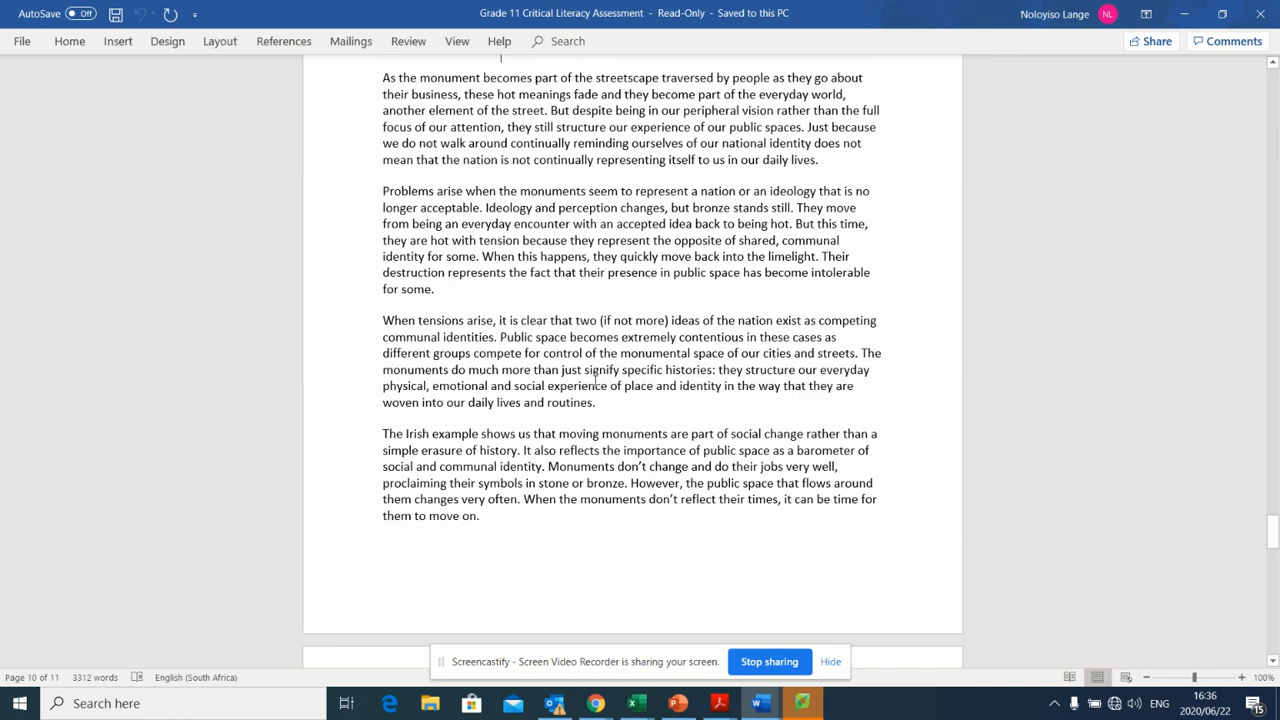 AutoSave Off
Grade 11 Critical Literacy Assessment - Read-Only - Saved to this PC
Noloyiso Lange NL
File Home Insert Design Layout References Mailings Review View Help Search Share Comments
As the monument becomes part of the streetscape traversed by people as they go about
their business, these hot meanings fade and they become part of the everyday world,
another element of the street. But despite being in our peripheral vision rather than the full
focus of our attention, they still structure our experience of our public spaces. Just because
we do not walk around continually reminding ourselves of our national identity does not
mean that the nation is not continually representing itself to us in our daily lives.
Problems arise when the monuments seem to represent a nation or an ideology that is no
longer acceptable. Ideology and perception changes, but bronze stands still. They move
from being an everyday encounter with an accepted idea back to being hot. But this time,
they are hot with tension because they represent the opposite of shared, communal
identity for some. When this happens, they quickly move back into the limelight. Their
destruction represents the fact that their presence in public space has become intolerable
for some.
When tensions arise, it is clear that two (if not more) ideas of the nation exist as competing
communal identities. Public space becomes extremely contentious in these cases as
different groups compete for control of the monumental space of our cities and streets. The
monuments do much more than just signify specific histories: they structure our everyday
physical, emotional and social experience of place and identity in the way that they are
woven into our daily lives and routines.
The Irish example shows us that moving monuments are part of social change rather than a
simple erasure of history. It also reflects the importance of public space as a barometer of
social and communal identity. Monuments don't change and do their jobs very well,
proclaiming their symbols in stone or bronze. However, the public space that flows around
them changes very often. When the monuments don't reflect their times, it can be time for
them to move on.
Screencastify - Screen Video Recorder is sharing your screen. Stop sharing Hide
Page 10 of 11 3312 words English (South Africa) 100%
Type here to search
ENG 16:36
2020/06/22 15